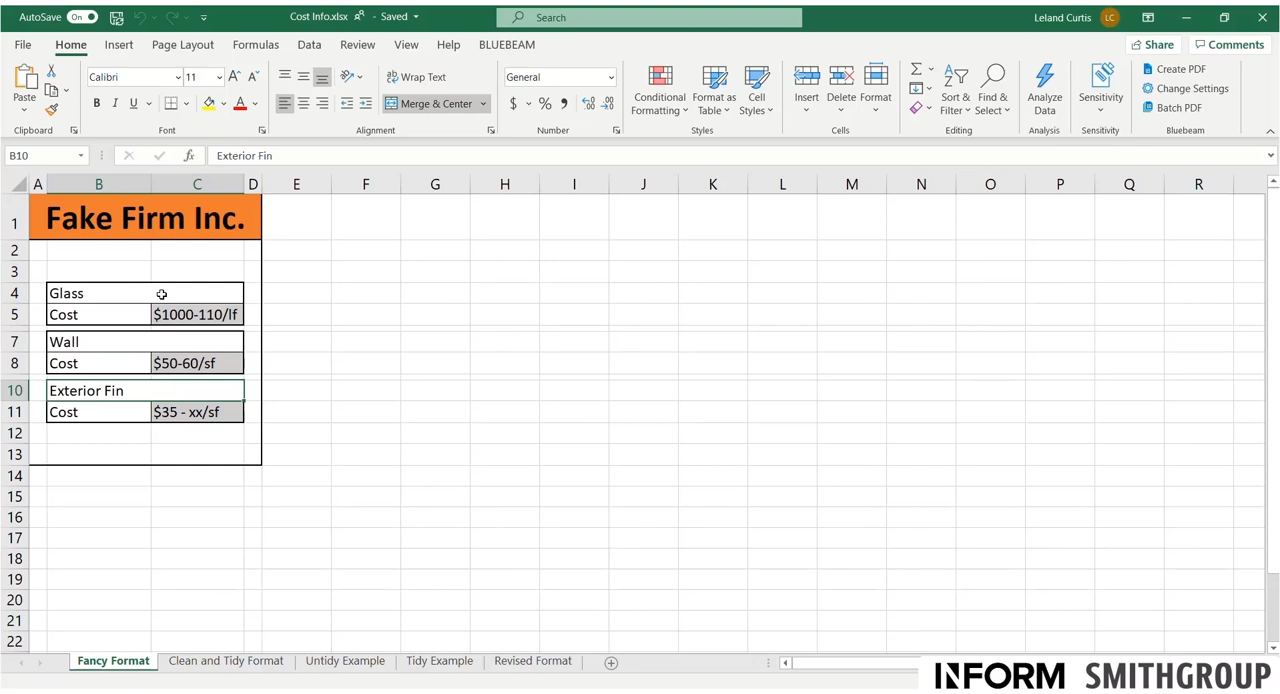 AutoSave On Cost Info.xlsx - Saved Search Leland Curtis LC
File Home Insert Page Layout Formulas Data Review View Help BLUEBEAM Share Comments
Paste Calibri 11 A A Wrap Text General Conditional Formatting Format as Table Cell Styles Insert Delete Format Sort & Filter Find & Select Analyze Data Sensitivity Create PDF
Change Settings
B I U A Merge & Center $ % Batch PDF
Clipboard Font Alignment Number Styles Cells Editing Analysis Sensitivity Bluebeam
B10 fx Exterior Fin
A B C D E F G H I J K L M N O P Q R
1 Fake Firm Inc.
2
3
4 Glass
5 Cost $1000-110/lf
7 Wall
8 Cost $50-60/sf
10 Exterior Fin
11 Cost $35 - xx/sf
12
13
14
15
16
17
18
19
20
21
22
Fancy Format Clean and Tidy Format Untidy Example Tidy Example Revised Format
INFORM SMITHGROUP